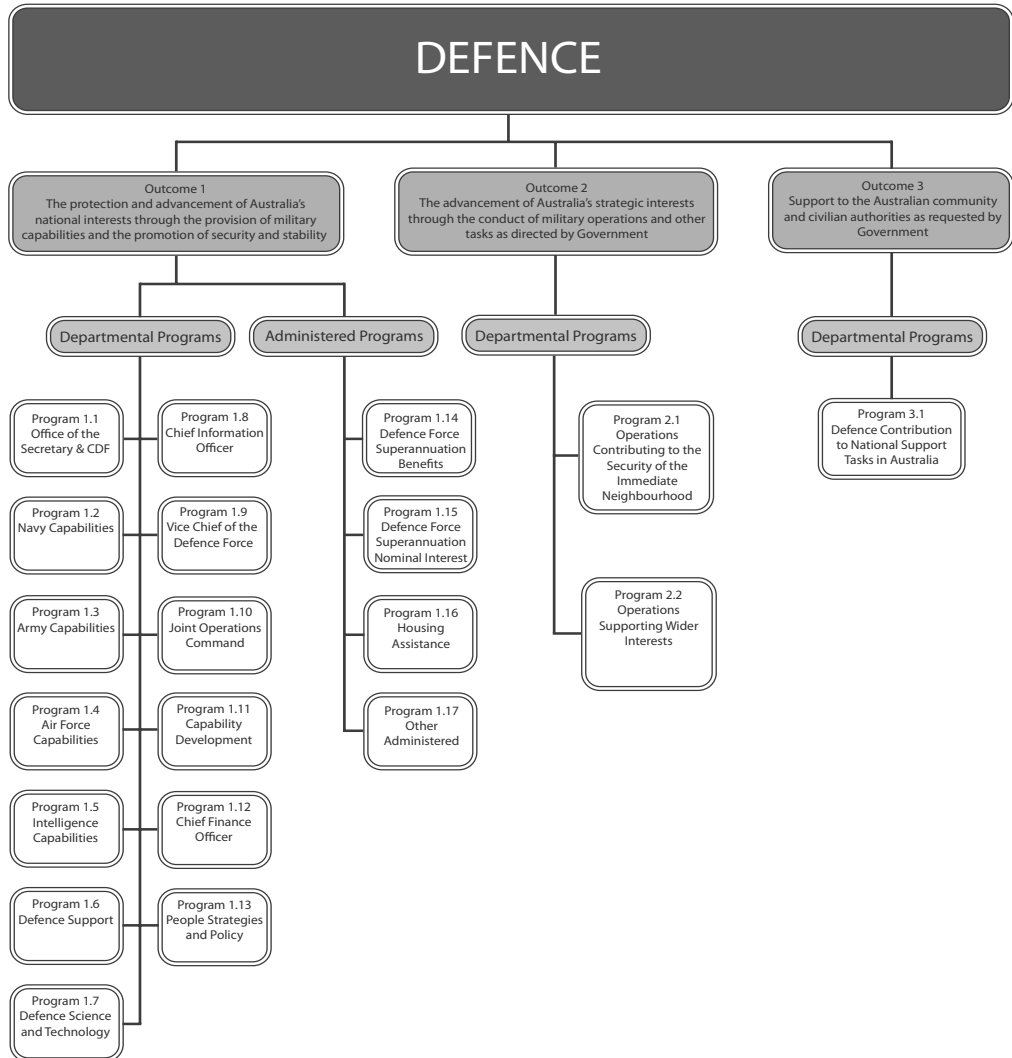 DEFENCE
Outcome 1
The protection and advancement of Australia’s
national interests through the provision of military
capabilities and the promotion of security and stability
Outcome 2
The advancement of Australia’s strategic interests
through the conduct of military operations and other
tasks as directed by Government
Outcome 3
Support to the Australian community
and civilian authorities as requested by
Government
Departmental Programs
Administered Programs
Departmental Programs
Departmental Programs
Program 1.1
Office of the
Secretary & CDF
Program 1.2
Navy Capabilities
Program 1.3
Army Capabilities
Program 1.4
Air Force
Capabilities
Program 1.5
Intelligence
Capabilities
Program 1.6
Defence Support
Program 1.7
Defence Science
and Technology
Program 1.8
Chief Information
Officer
Program 1.9
Vice Chief of the
Defence Force
Program 1.10
Joint Operations
Command
Program 1.11
Capability
Development
Program 1.12
Chief Finance
Officer
Program 1.13
People Strategies
and Policy
Program 1.14
Defence Force
Superannuation
Benefits
Program 1.15
Defence Force
Superannuation
Nominal Interest
Program 1.16
Housing
Assistance
Program 1.17
Other
Administered
Program 2.1
Operations
Contributing to the
Security of the
Immediate
Neighbourhood
Program 2.2
Operations
Supporting Wider
Interests
Program 3.1
Defence Contribution
to National Support
Tasks in Australia